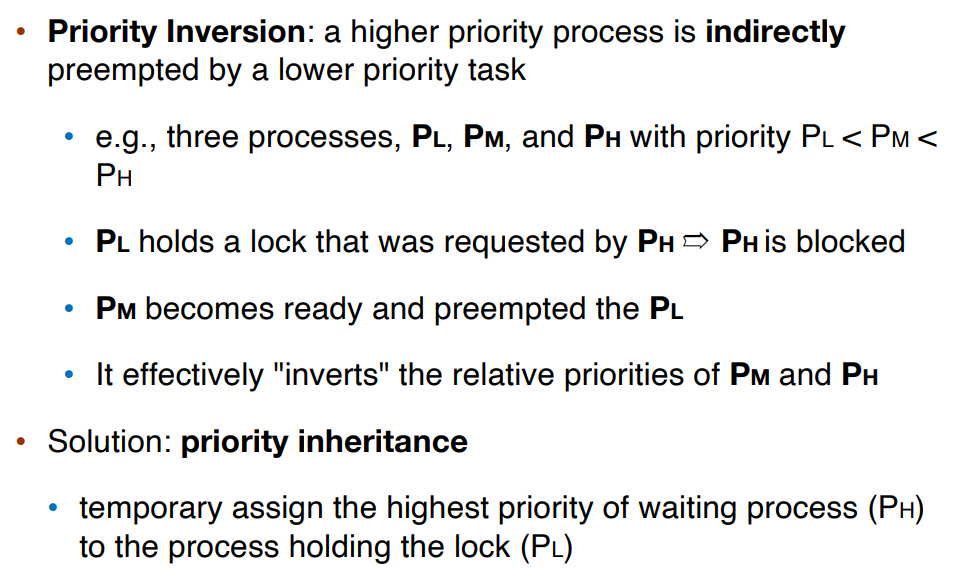 • Priority Inversion: a higher priority process is indirectly
preempted by a lower priority task
• e.g., three processes, PL, PM, and PH with priority PL < PM <
PH
• PL holds a lock that was requested by PH ⇨ PH is blocked
• PM becomes ready and preempted the PL
• It effectively "inverts" the relative priorities of PM and PH
• Solution: priority inheritance
• temporary assign the highest priority of waiting process (PH)
to the process holding the lock (PL)